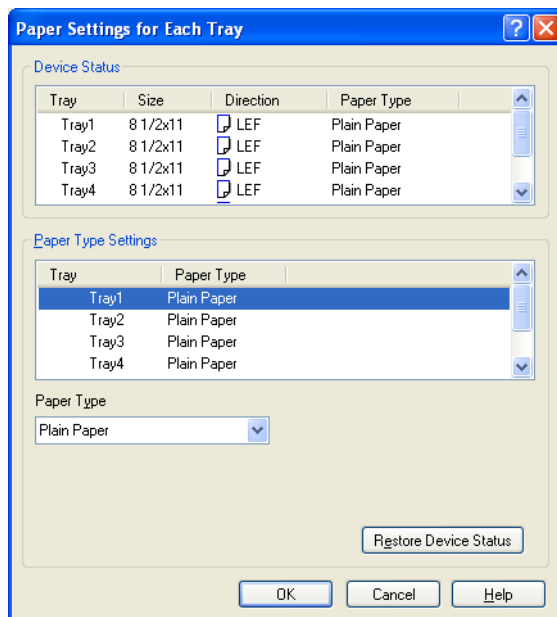 Paper Settings for Each Tray
Device Status
Tray Size Direction Paper Type
Tray1 8 1/2x11 LEF Plain Paper
Tray2 8 1/2x11 LEF Plain Paper
Tray3 8 1/2x11 LEF Plain Paper
Tray4 8 1/2x11 LEF Plain Paper
Paper Type Settings
Tray Paper Type
Tray1 Plain Paper
Tray2 Plain Paper
Tray3 Plain Paper
Tray4 Plain Paper
Paper Type
Plain Paper
Restore Device Status
OK Cancel Help